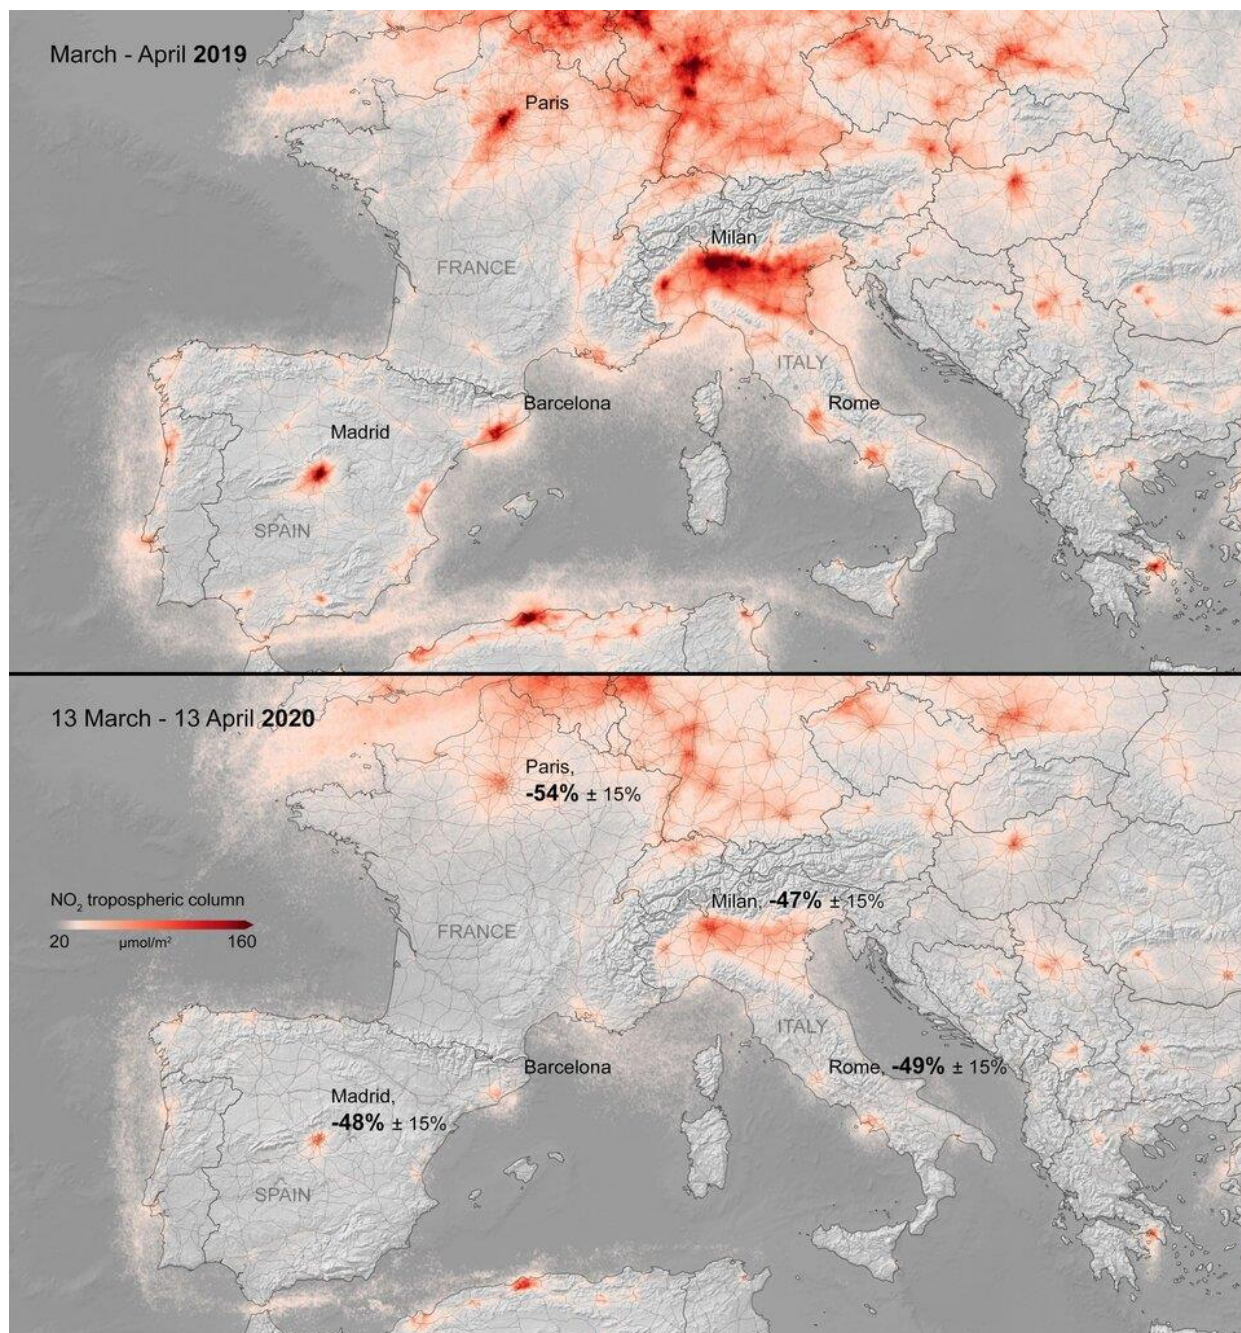 March - April 2019
Paris
Milan
FRANCE
ITALY
Barcelona
Rome
Madrid
SPAIN
13 March - 13 April 2020
Paris,
-54% ± 15%
NO₂ tropospheric column
20 µmol/m² 160
Milan, -47% ± 15%
FRANCE
ITALY
Barcelona
Rome, -49% ± 15%
Madrid,
-48% ± 15%
SPAIN